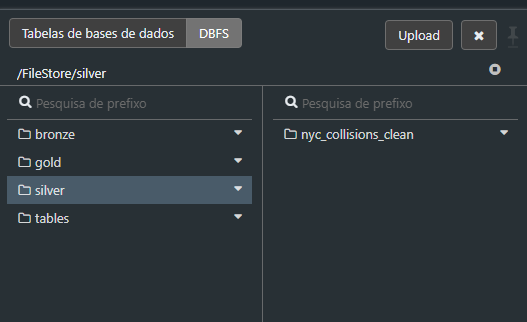 Tabelas de bases de dados DBFS Upload
/FileStore/silver
Pesquisa de prefixo
bronze
gold
silver
tables
Pesquisa de prefixo
nyc_collisions_clean